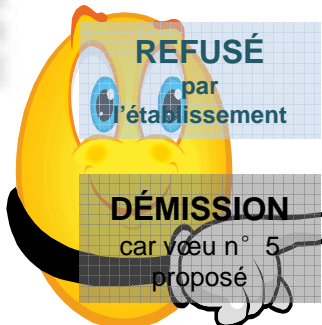 REFUSÉ
par
l'établissement
DÉMISSION
car vœu n° 5
proposé